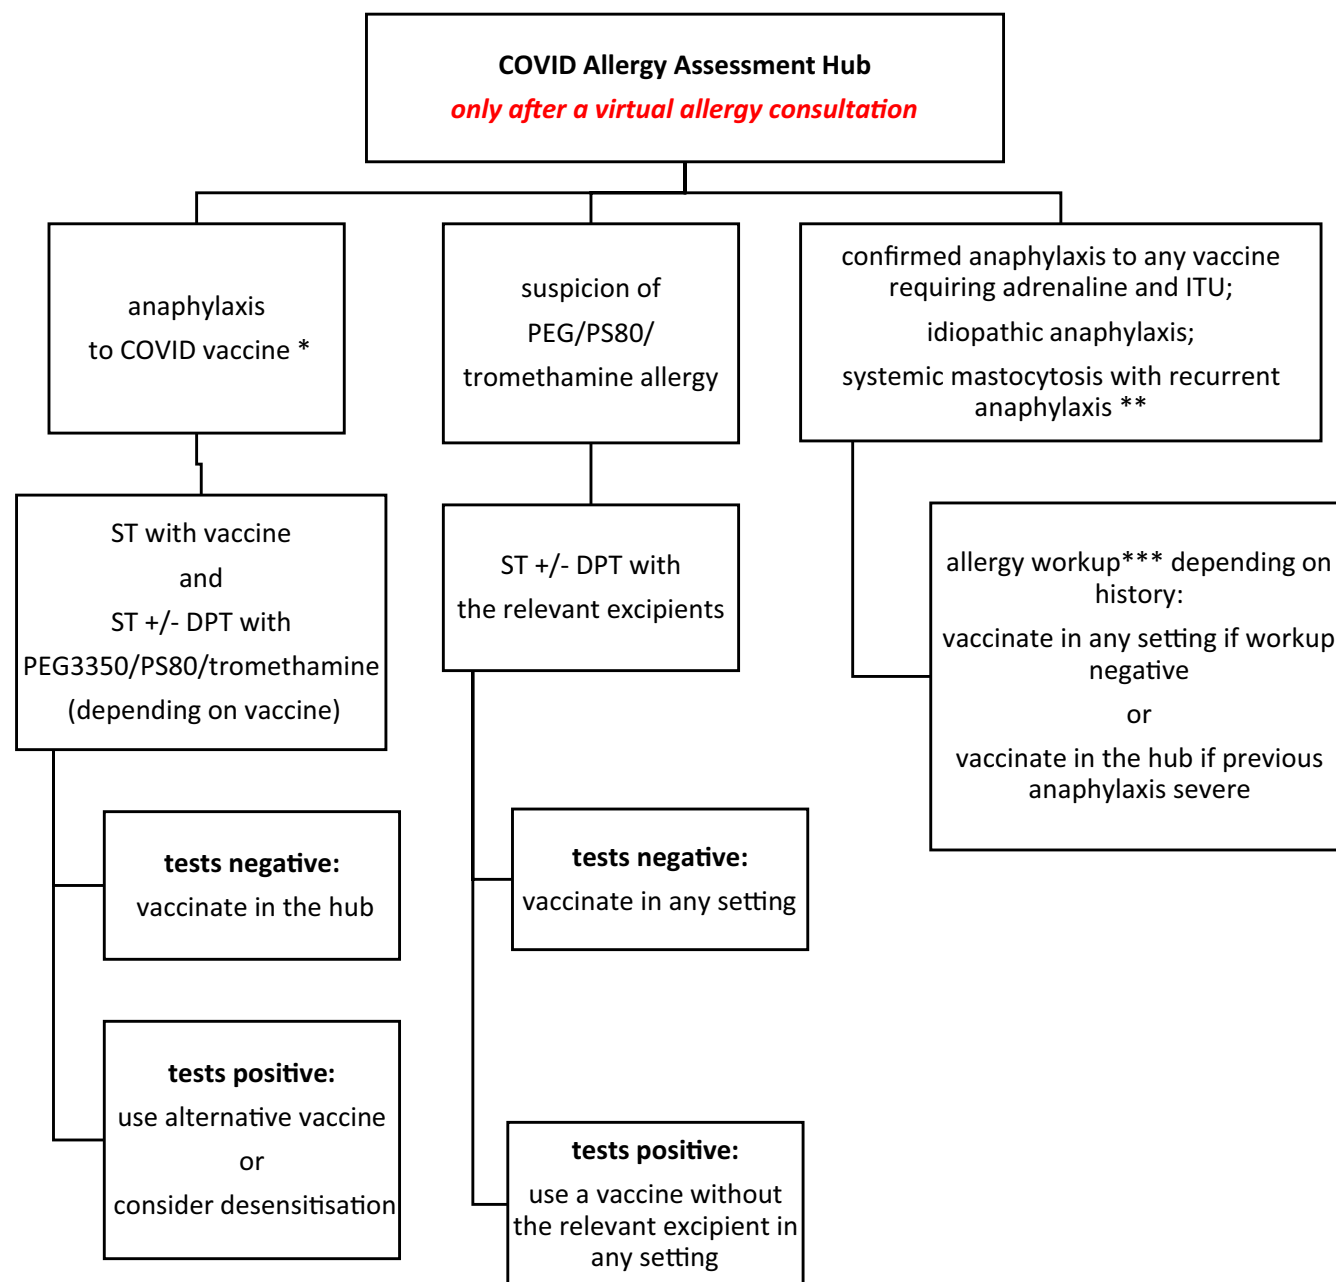 COVID Allergy Assessment Hub
only after a virtual allergy consultation
anaphylaxis
to COVID vaccine *
suspicion of
PEG/PS80/
tromethamine allergy
confirmed anaphylaxis to any vaccine
requiring adrenaline and ITU;
idiopathic anaphylaxis;
systemic mastocytosis with recurrent
anaphylaxis **
ST with vaccine
and
ST +/- DPT with
PEG3350/PS80/tromethamine
(depending on vaccine)
ST +/- DPT with
the relevant excipients
allergy workup*** depending on
history:
vaccinate in any setting if workup
negative
or
vaccinate in the hub if previous
anaphylaxis severe
tests negative:
vaccinate in the hub
tests negative:
vaccinate in any setting
tests positive:
use alternative vaccine
or
consider desensitisation
tests positive:
use a vaccine without
the relevant excipient in
any setting